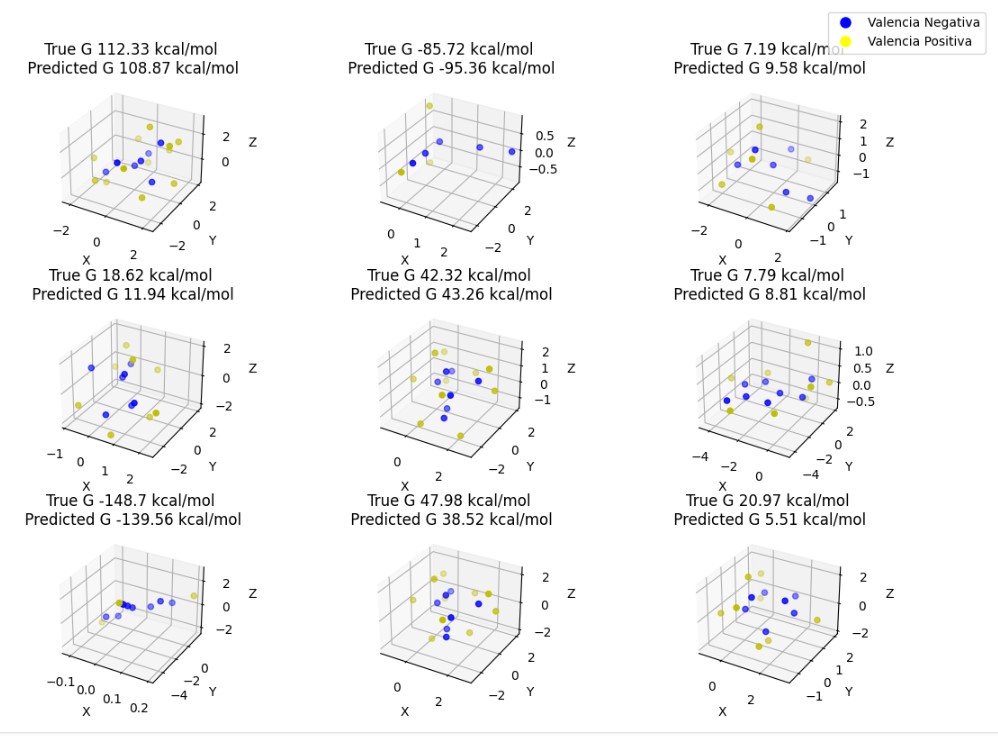 Valencia Negativa
Valencia Positiva
True G 112.33 kcal/mol
Predicted G 108.87 kcal/mol
True G -85.72 kcal/mol
Predicted G -95.36 kcal/mol
True G 7.19 kcal/mol
Predicted G 9.58 kcal/mol
2
0
Z
2
0
−2
Y
−2
0
2
X
0.5
0.0
−0.5
Z
2
0
−2
Y
0
1
2
X
2
1
0
−1
Z
1
0
−1
Y
−2
0
2
X
True G 18.62 kcal/mol
Predicted G 11.94 kcal/mol
True G 42.32 kcal/mol
Predicted G 43.26 kcal/mol
True G 7.79 kcal/mol
Predicted G 8.81 kcal/mol
2
0
−2
Z
2
0
−2
Y
−1
0
1
2
X
2
1
0
−1
Z
2
0
−2
Y
0
2
X
1.0
0.5
0.0
−0.5
Z
2
0
−2
−4
Y
−4
−2
0
X
True G -148.7 kcal/mol
Predicted G -139.56 kcal/mol
True G 47.98 kcal/mol
Predicted G 38.52 kcal/mol
True G 20.97 kcal/mol
Predicted G 5.51 kcal/mol
2
0
−2
Z
0
−2
−4
Y
−0.1
0.0
0.1
0.2
X
2
0
−2
Z
2
0
−2
Y
0
2
X
2
0
−2
Z
2
1
0
−1
Y
0
2
X